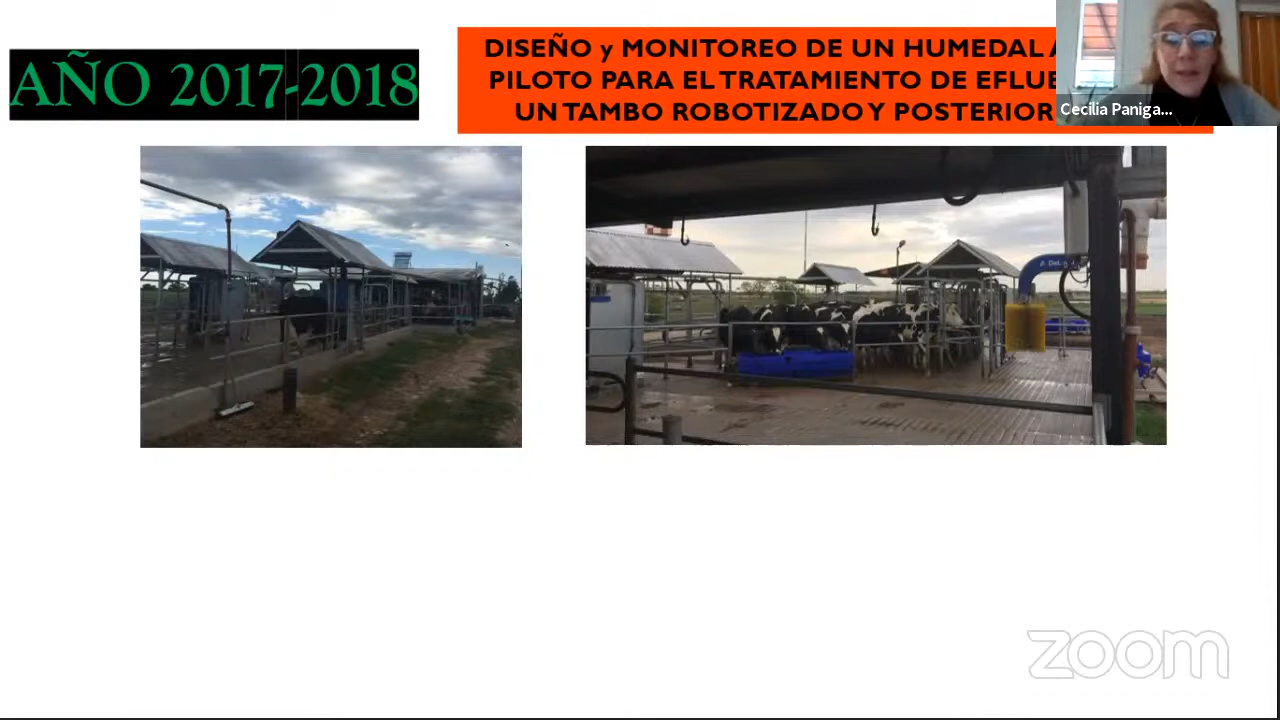 AÑO 2017-2018
DISEÑO y MONITOREO DE UN HUMEDAL
PILOTO PARA EL TRATAMIENTO DE
UN TAMBO ROBOTIZADO Y POSTERIOR
Cecilia Paniga...
zoom